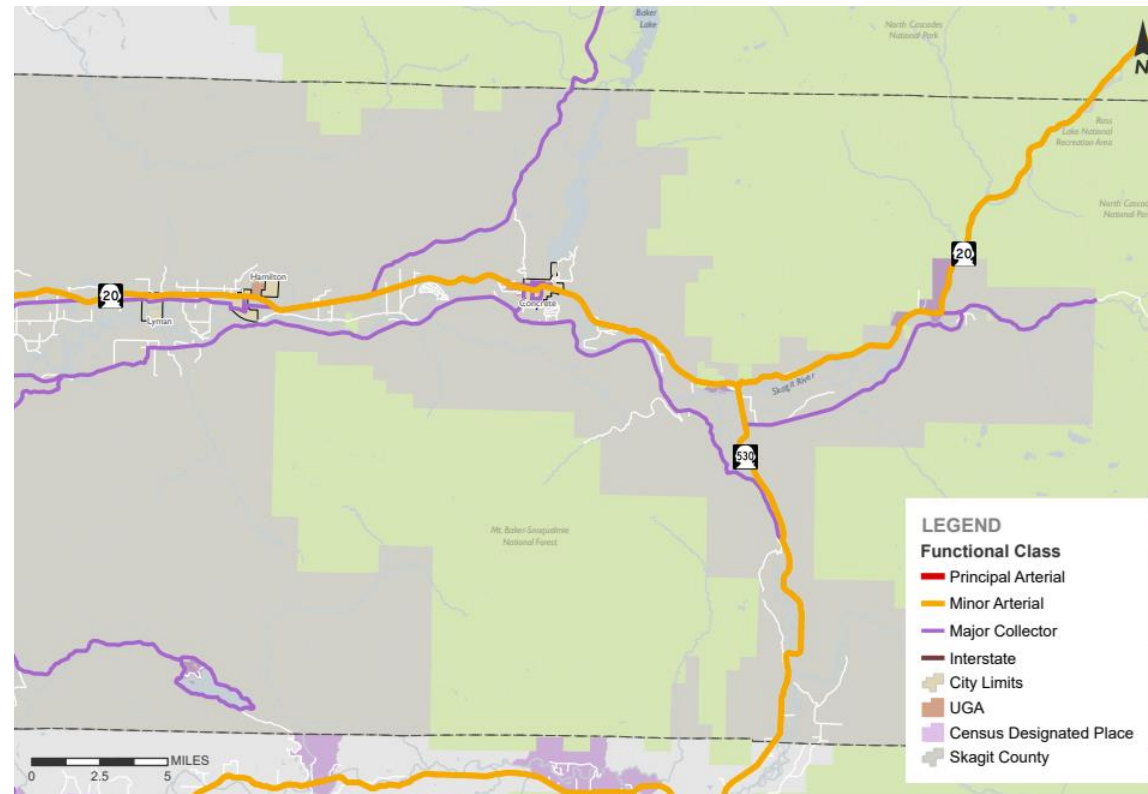 Baker
Lake
North Cascades
National Park
N
Ross
Lake National
Recreation Area
North Cascades
National Park
20
Hamilton
20
Lyman
Concrete
Skagit River
530
Mt. Baker-Snoqualmie
National Forest
LEGEND
Functional Class
Principal Arterial
Minor Arterial
Major Collector
Interstate
City Limits
UGA
Census Designated Place
Skagit County
MILES
0 2.5 5